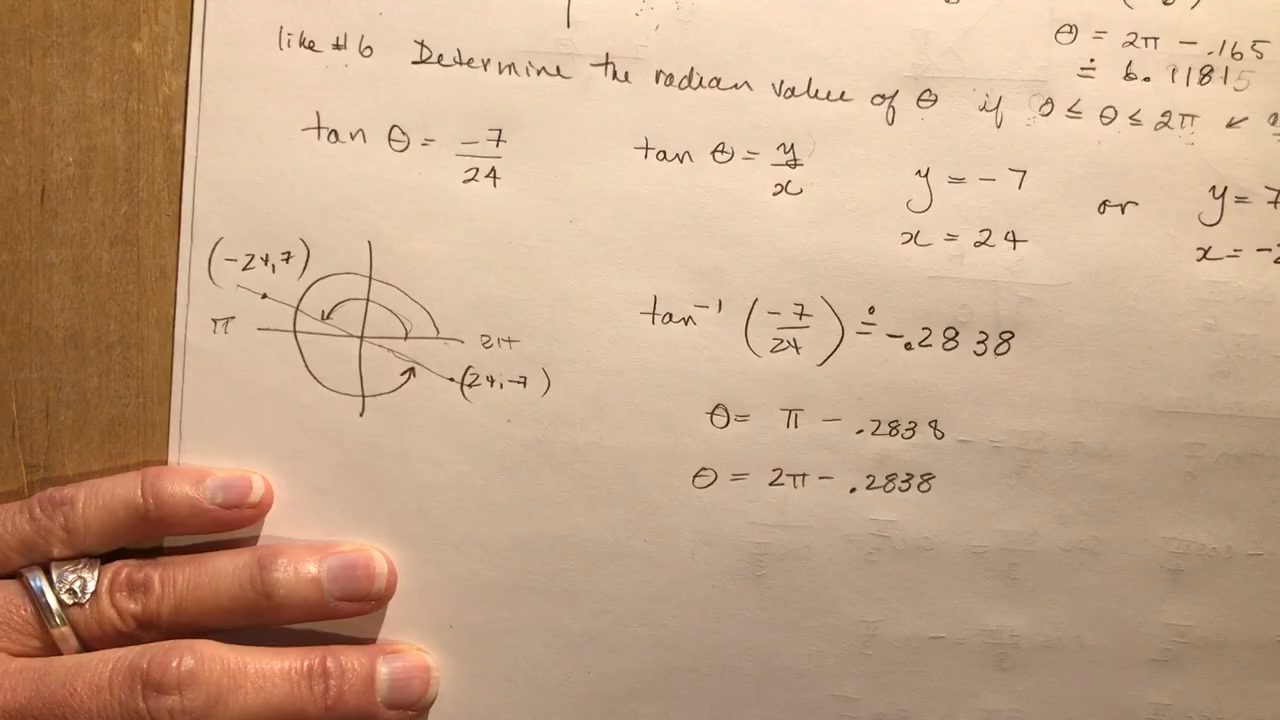 θ = 2π - .165
≐ 6.11815
like #6 Determine the radian value of θ if 0 ≤ θ ≤ 2π ↙
tan θ = -7/24
tan θ = y/x
y = -7
x = 24
or
y = 7
x = -2
(-24,7)
π
2π
(24,-7)
tan⁻¹ (-7/24) ≐ -.2838
θ = π - .2838
θ = 2π - .2838